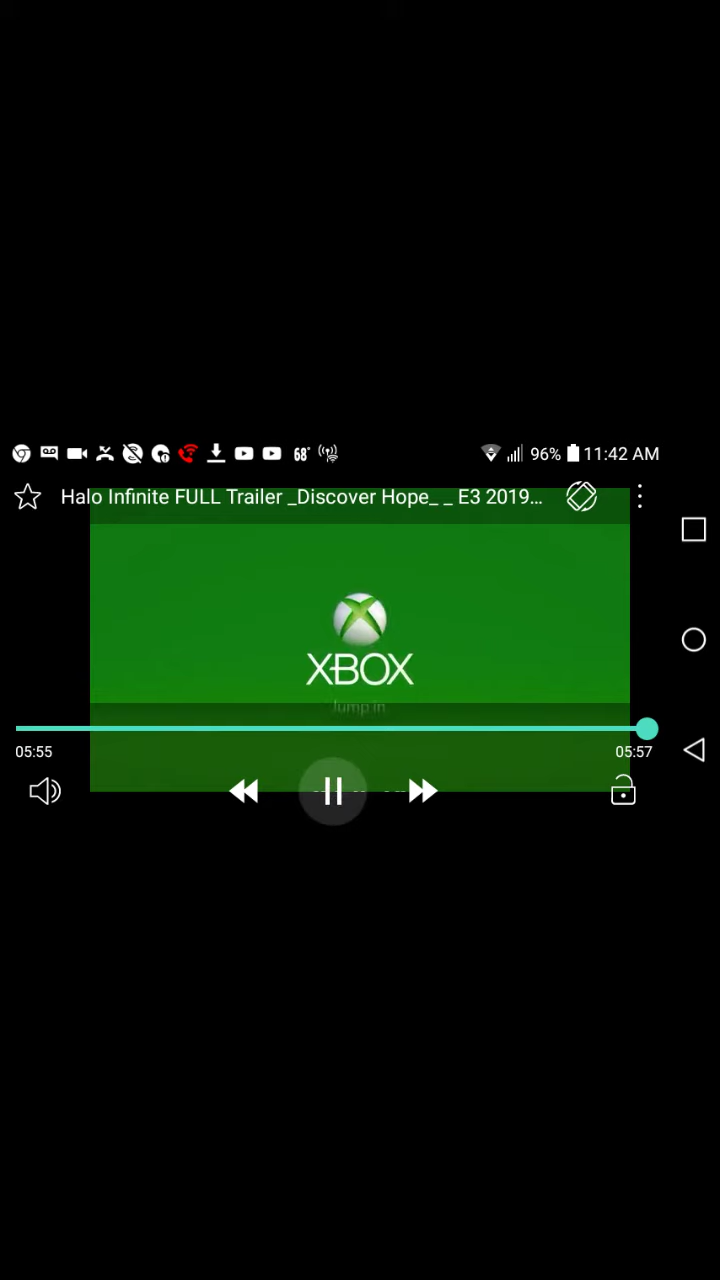 68° 96% 11:42 AM
Halo Infinite FULL Trailer _Discover Hope_ _ E3 2019...
XBOX
Jump in
05:55 05:57